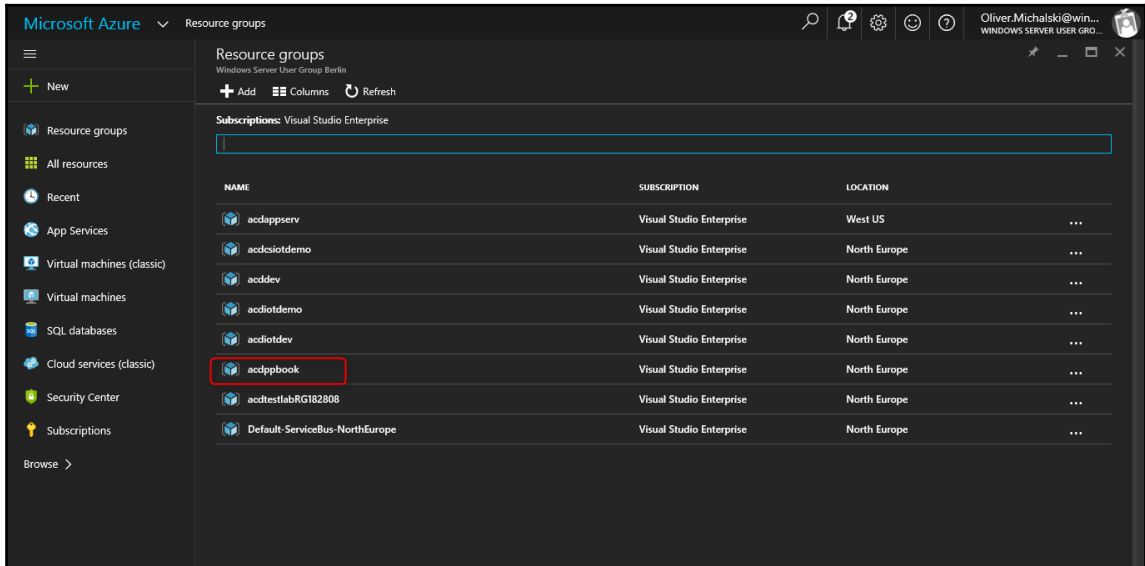 Microsoft Azure Resource groups 2 Oliver.Michalski@win...
WINDOWS SERVER USER GRO...
Resource groups
Windows Server User Group Berlin
New
Add Columns Refresh
Subscriptions: Visual Studio Enterprise
Resource groups
All resources
Recent
App Services
Virtual machines (classic)
Virtual machines
SQL databases
Cloud services (classic)
Security Center
Subscriptions
Browse >
NAME SUBSCRIPTION LOCATION
acdappserv Visual Studio Enterprise West US ...
acdcsiotdemo Visual Studio Enterprise North Europe ...
acddev Visual Studio Enterprise North Europe ...
acdiotdemo Visual Studio Enterprise North Europe ...
acdiotdev Visual Studio Enterprise North Europe ...
acdppbook Visual Studio Enterprise North Europe ...
acdtestlabRG182808 Visual Studio Enterprise North Europe ...
Default-ServiceBus-NorthEurope Visual Studio Enterprise North Europe ...